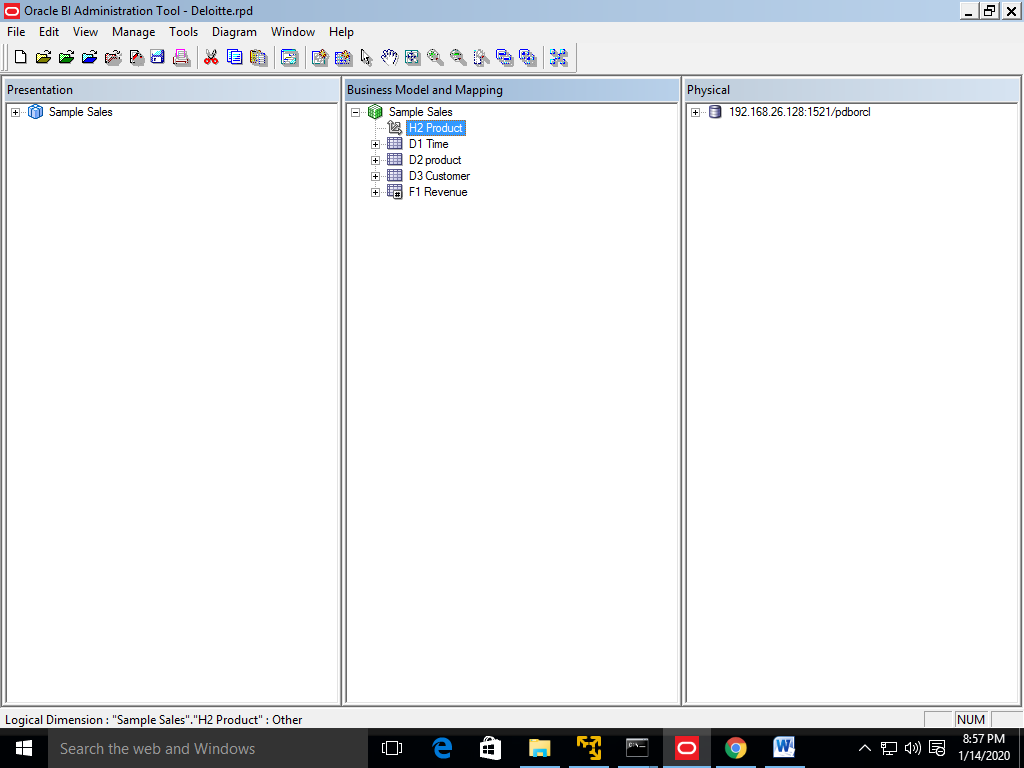 Oracle BI Administration Tool - Deloitte.rpd
File Edit View Manage Tools Diagram Window Help
Presentation
Sample Sales
Business Model and Mapping
Sample Sales
H2 Product
D1 Time
D2 product
D3 Customer
F1 Revenue
Physical
192.168.26.128:1521/pdborcl
Logical Dimension : "Sample Sales"."H2 Product" : Other
NUM
Search the web and Windows
8:57 PM
1/14/2020